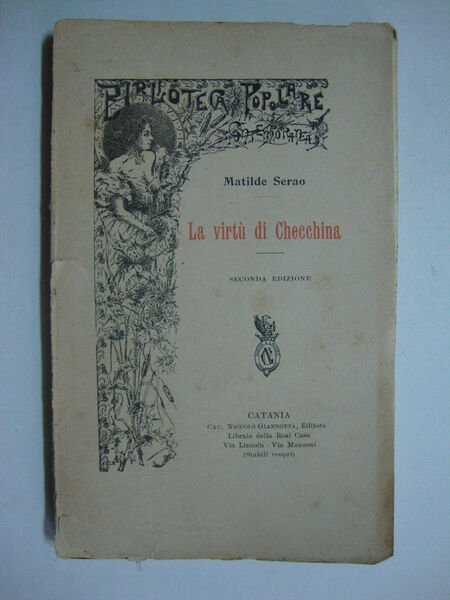 BIBLIOTECA POPOLARE
CONTEMPORANEA
Matilde Serao
La virtù di Checchina
SECONDA EDIZIONE
CATANIA
CAV. NICCOLÒ GIANNOTTA, Editore
Libraio della Real Casa
Via Lincoln - Via Manzoni
(Stabili propri)